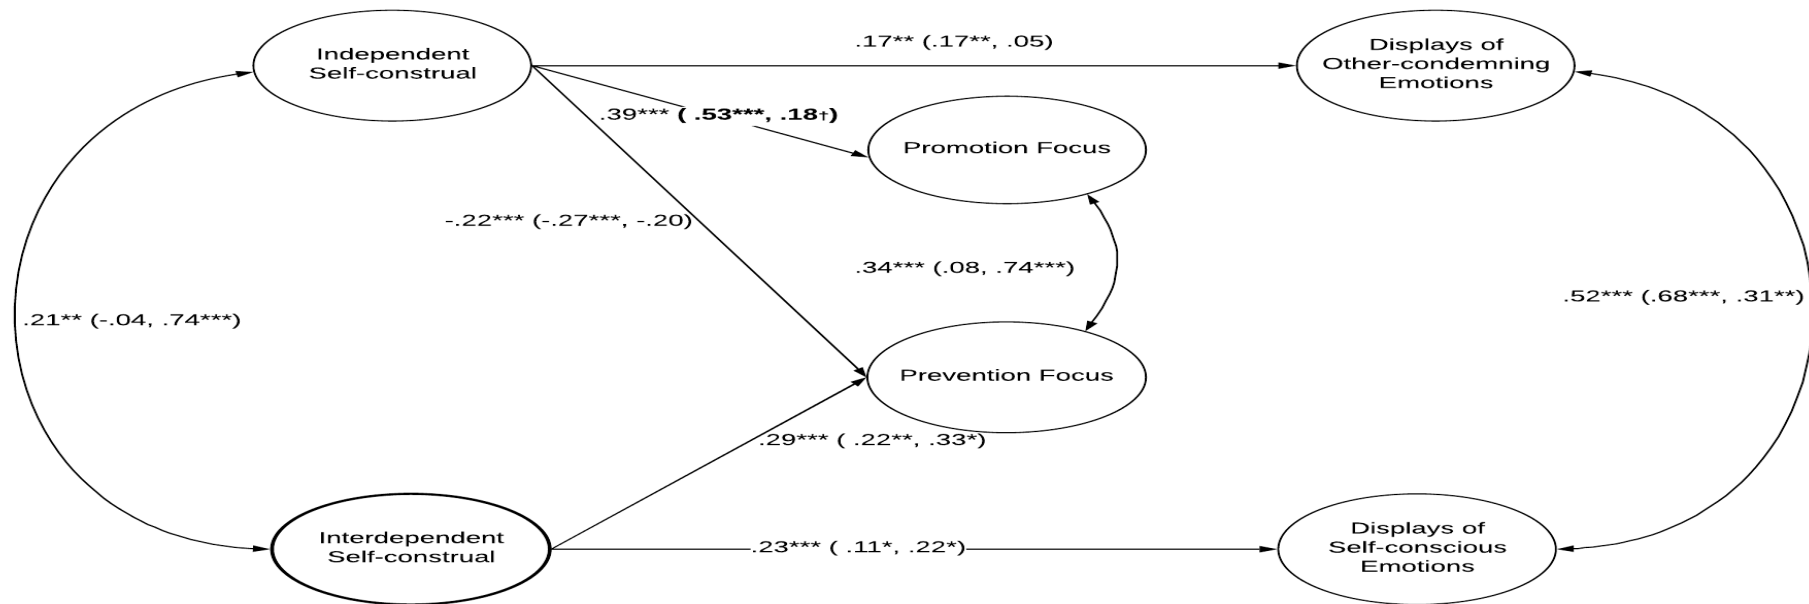 Independent
Self-construal
.17** (.17**, .05)
Displays of
Other-condemning
Emotions
.39*** ( .53***, .18†)
Promotion Focus
-.22*** (-.27***, -.20)
.34*** (.08, .74***)
.21** (-.04, .74***)
.52*** (.68***, .31**)
Prevention Focus
.29*** ( .22**, .33*)
Interdependent
Self-construal
.23*** ( .11*, .22*)
Displays of
Self-conscious
Emotions